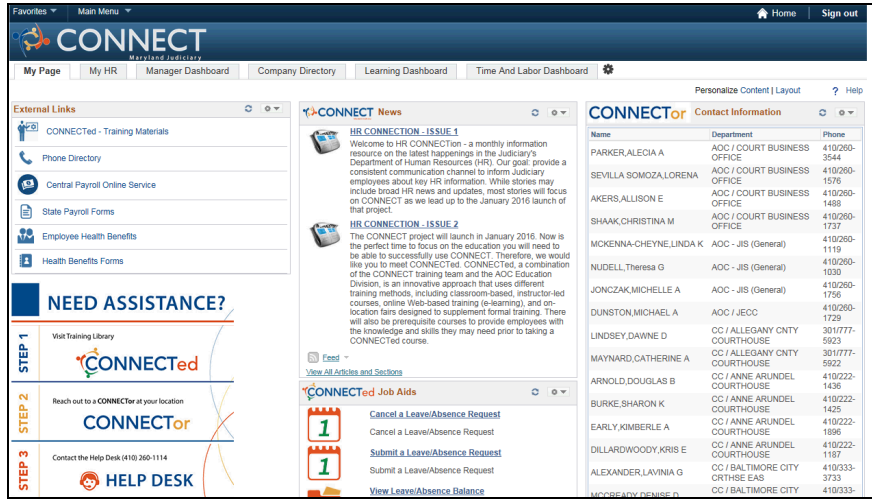 Favorites Main Menu Home Sign out
CONNECT
Maryland Judiciary
My Page My HR Manager Dashboard Company Directory Learning Dashboard Time And Labor Dashboard
Personalize Content | Layout ? Help
External Links
CONNECTed - Training Materials
Phone Directory
Central Payroll Online Service
State Payroll Forms
Employee Health Benefits
Health Benefits Forms
NEED ASSISTANCE?
STEP 1
Visit Training Library
CONNECTed
STEP 2
Reach out to a CONNECTor at your location
CONNECTor
STEP 3
Contact the Help Desk (410) 260-1114
HELP DESK
CONNECT News
HR CONNECTION - ISSUE 1
Welcome to HR CONNECTion - a monthly information
resource on the latest happenings in the Judiciary's
Department of Human Resources (HR). Our goal: provide a
consistent communication channel to inform Judiciary
employees about key HR information. While stories may
include broad HR news and updates, most stories will focus
on CONNECT as we lead up to the January 2016 launch of
that project.
HR CONNECTION - ISSUE 2
The CONNECT project will launch in January 2016. Now is
the perfect time to focus on the education you will need to
be able to successfully use CONNECT. Therefore, we would
like you to meet CONNECTed. CONNECTed, a combination
of the CONNECT training team and the AOC Education
Division, is an innovative approach that uses different
training methods, including classroom-based, instructor-led
courses, online Web-based training (e-learning), and on-
location fairs designed to supplement formal training. There
will also be prerequisite courses to provide employees with
the knowledge and skills they may need prior to taking a
CONNECTed course.
Feed
View All Articles and Sections
CONNECTed Job Aids
1
Cancel a Leave/Absence Request
Cancel a Leave/Absence Request
1
Submit a Leave/Absence Request
Submit a Leave/Absence Request
View Leave/Absence Balance
CONNECTor Contact Information
Name Department Phone
PARKER,ALECIA A AOC / COURT BUSINESS OFFICE 410/260-3544
SEVILLA SOMOZA,LORENA AOC / COURT BUSINESS OFFICE 410/260-1576
AKERS,ALLISON E AOC / COURT BUSINESS OFFICE 410/260-1488
SHAAK,CHRISTINA M AOC / COURT BUSINESS OFFICE 410/260-1737
MCKENNA-CHEYNE,LINDA K AOC - JIS (General) 410/260-1119
NUDELL,Theresa G AOC - JIS (General) 410/260-1030
JONCZAK,MICHELLE A AOC - JIS (General) 410/260-1756
DUNSTON,MICHAEL A AOC / JECC 410/260-1729
LINDSEY,DAWNE D CC / ALLEGANY CNTY COURTHOUSE 301/777-5923
MAYNARD,CATHERINE A CC / ALLEGANY CNTY COURTHOUSE 301/777-5922
ARNOLD,DOUGLAS B CC / ANNE ARUNDEL COURTHOUSE 410/222-1436
BURKE,SHARON K CC / ANNE ARUNDEL COURTHOUSE 410/222-1425
EARLY,KIMBERLE A CC / ANNE ARUNDEL COURTHOUSE 410/222-1896
DILLARDWOODY,KRIS E CC / ANNE ARUNDEL COURTHOUSE 410/222-1187
ALEXANDER,LAVINIA G CC / BALTIMORE CITY CRTHSE EAS 410/333-3733
MCCREADY,DENISE D CC / BALTIMORE CITY 410/333-